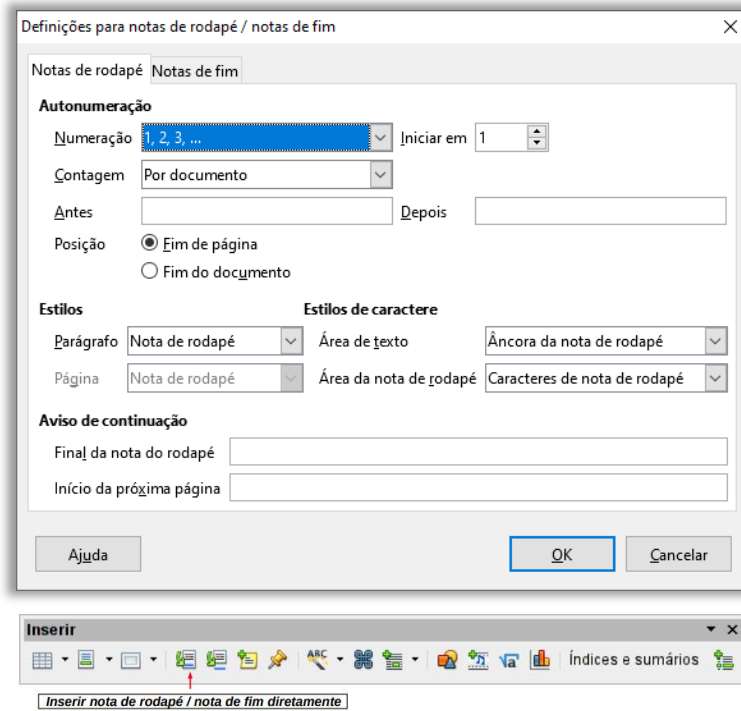 Definições para notas de rodapé / notas de fim
Notas de rodapé Notas de fim
Autonumeração
Numeração 1, 2, 3, ... Iniciar em 1
Contagem Por documento
Antes Depois
Posição Fim de página
Fim do documento
Estilos Estilos de caractere
Parágrafo Nota de rodapé Área de texto Âncora da nota de rodapé
Página Nota de rodapé Área da nota de rodapé Caracteres de nota de rodapé
Aviso de continuação
Final da nota do rodapé
Início da próxima página
Ajuda OK Cancelar
Inserir
ABC √a Índices e sumários
Inserir nota de rodapé / nota de fim diretamente